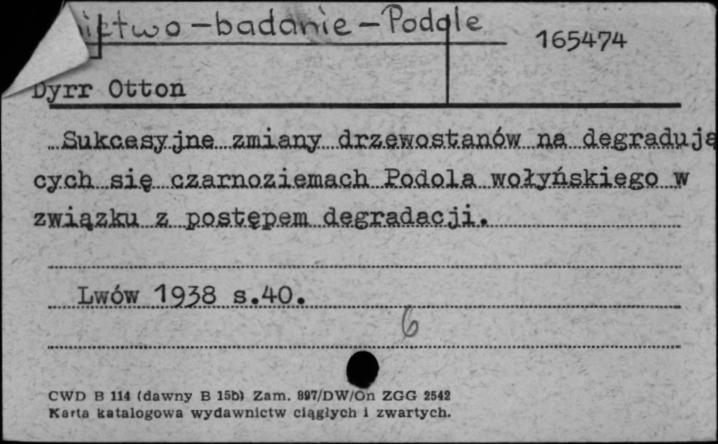 -badanie-Podole
165474
Dyrr Otton
Sukcesyjne zmiany drzewostanów na degradują
cych się czarnoziemach Podola wołyńskiego w
związku z postępem degradacji.
Lwów 1938 s.40.
6
CWD B 114 (dawny B 15b) Zam. 897/DW/On ZGG 2542
Karta katalogowa wydawnictw ciągłych i zwartych.